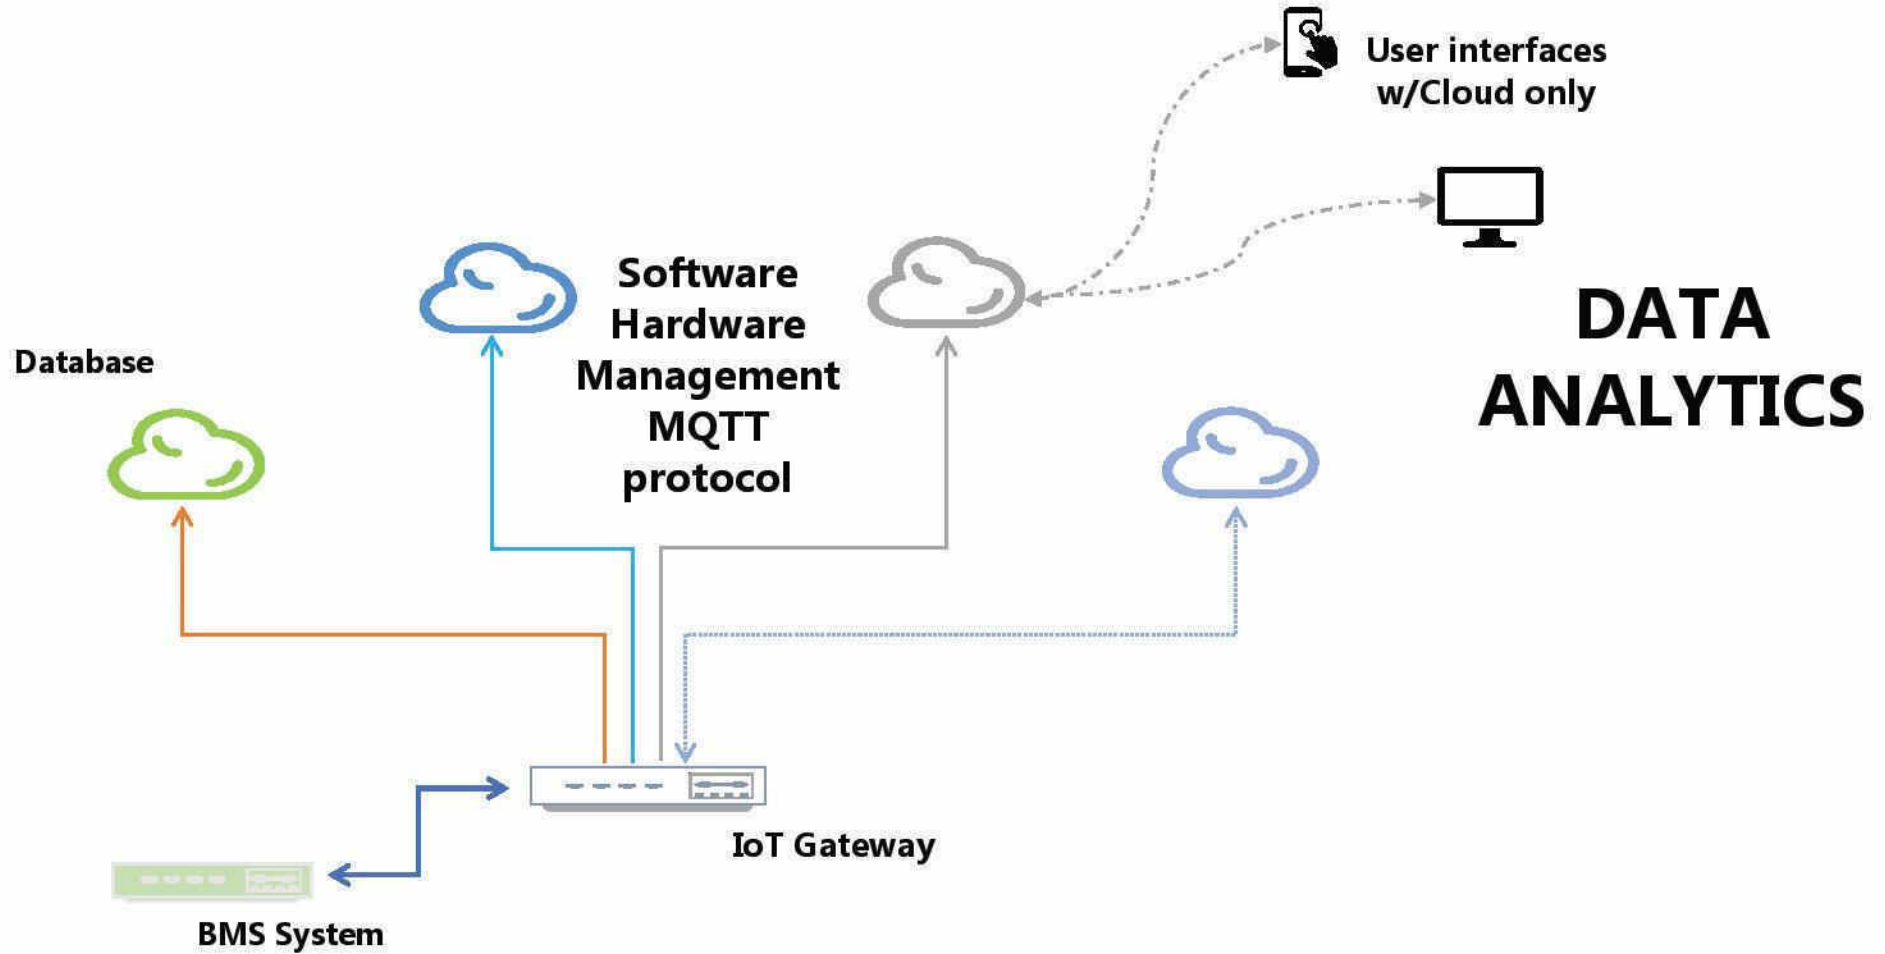 User interfaces
w/Cloud only
Software
Hardware
Management
MQTT
protocol
DATA
ANALYTICS
Database
IoT Gateway
BMS System